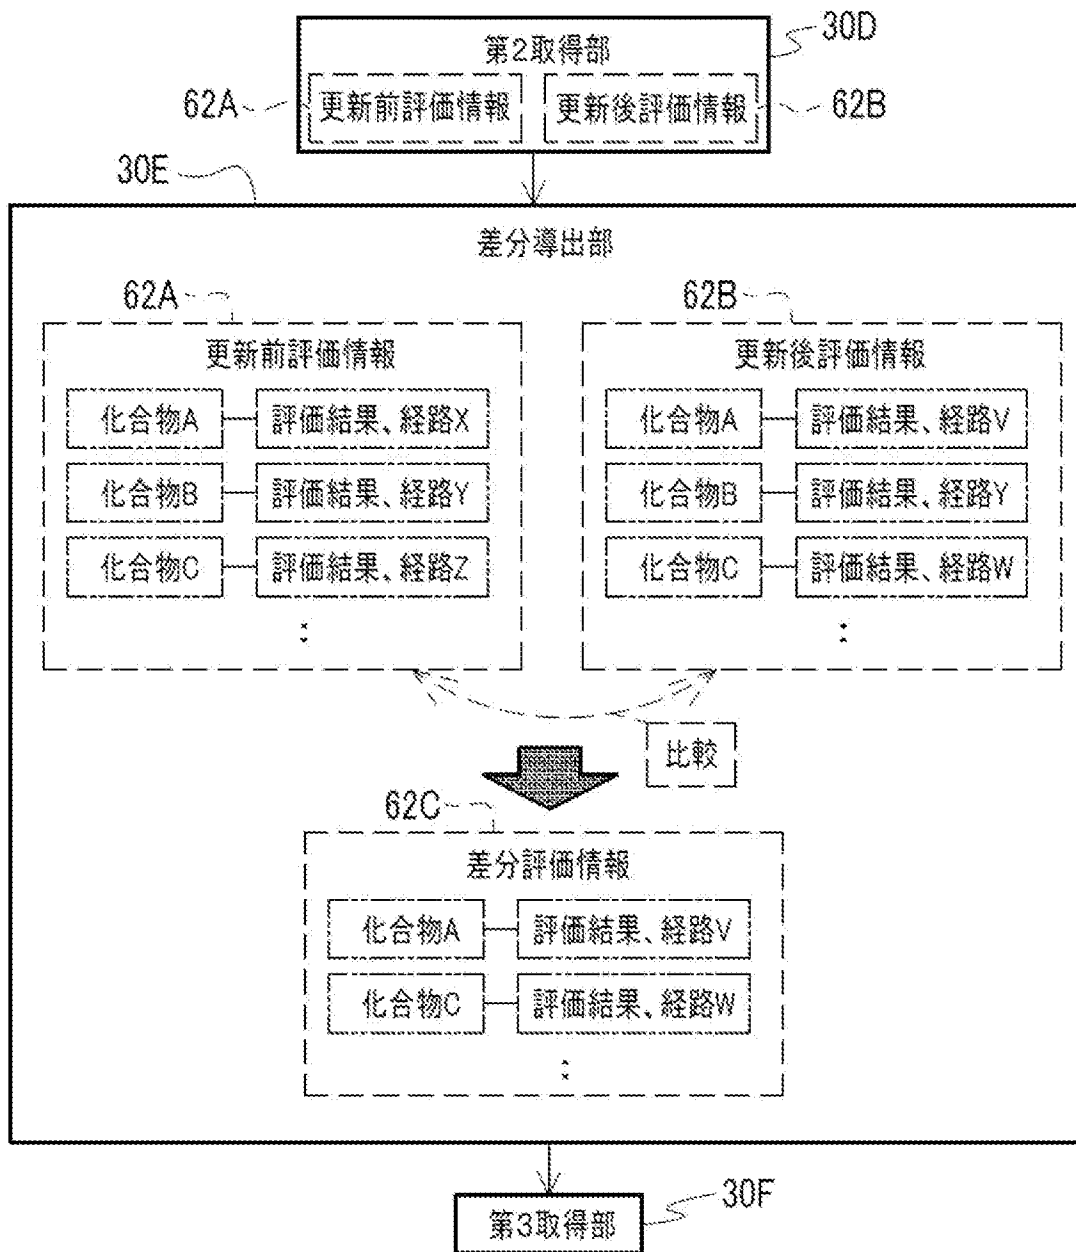 30D
第2取得部
62A
更新前評価情報
更新後評価情報
62B
30E
差分導出部
62A
更新前評価情報
化合物A
評価結果、経路X
化合物B
評価結果、経路Y
化合物C
評価結果、経路Z
62B
更新後評価情報
化合物A
評価結果、経路V
化合物B
評価結果、経路Y
化合物C
評価結果、経路W
比較
62C
差分評価情報
化合物A
評価結果、経路V
化合物C
評価結果、経路W
第3取得部
30F